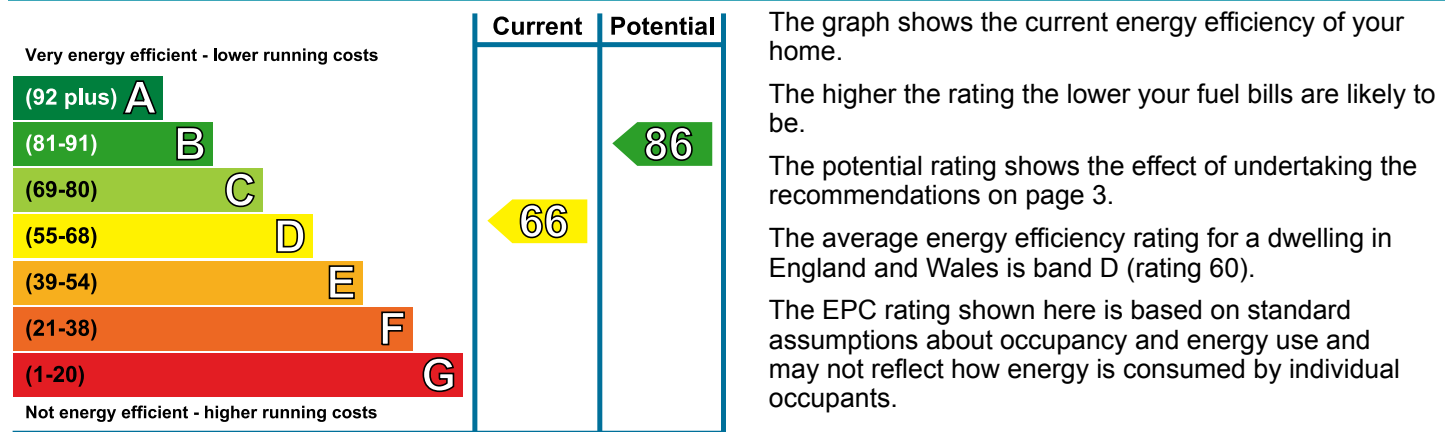 Current Potential
Very energy efficient - lower running costs
(92 plus) A
(81-91) B
86
(69-80) C
66
(55-68) D
(39-54) E
(21-38) F
(1-20) G
Not energy efficient - higher running costs
The graph shows the current energy efficiency of your
home.
The higher the rating the lower your fuel bills are likely to
be.
The potential rating shows the effect of undertaking the
recommendations on page 3.
The average energy efficiency rating for a dwelling in
England and Wales is band D (rating 60).
The EPC rating shown here is based on standard
assumptions about occupancy and energy use and
may not reflect how energy is consumed by individual
occupants.